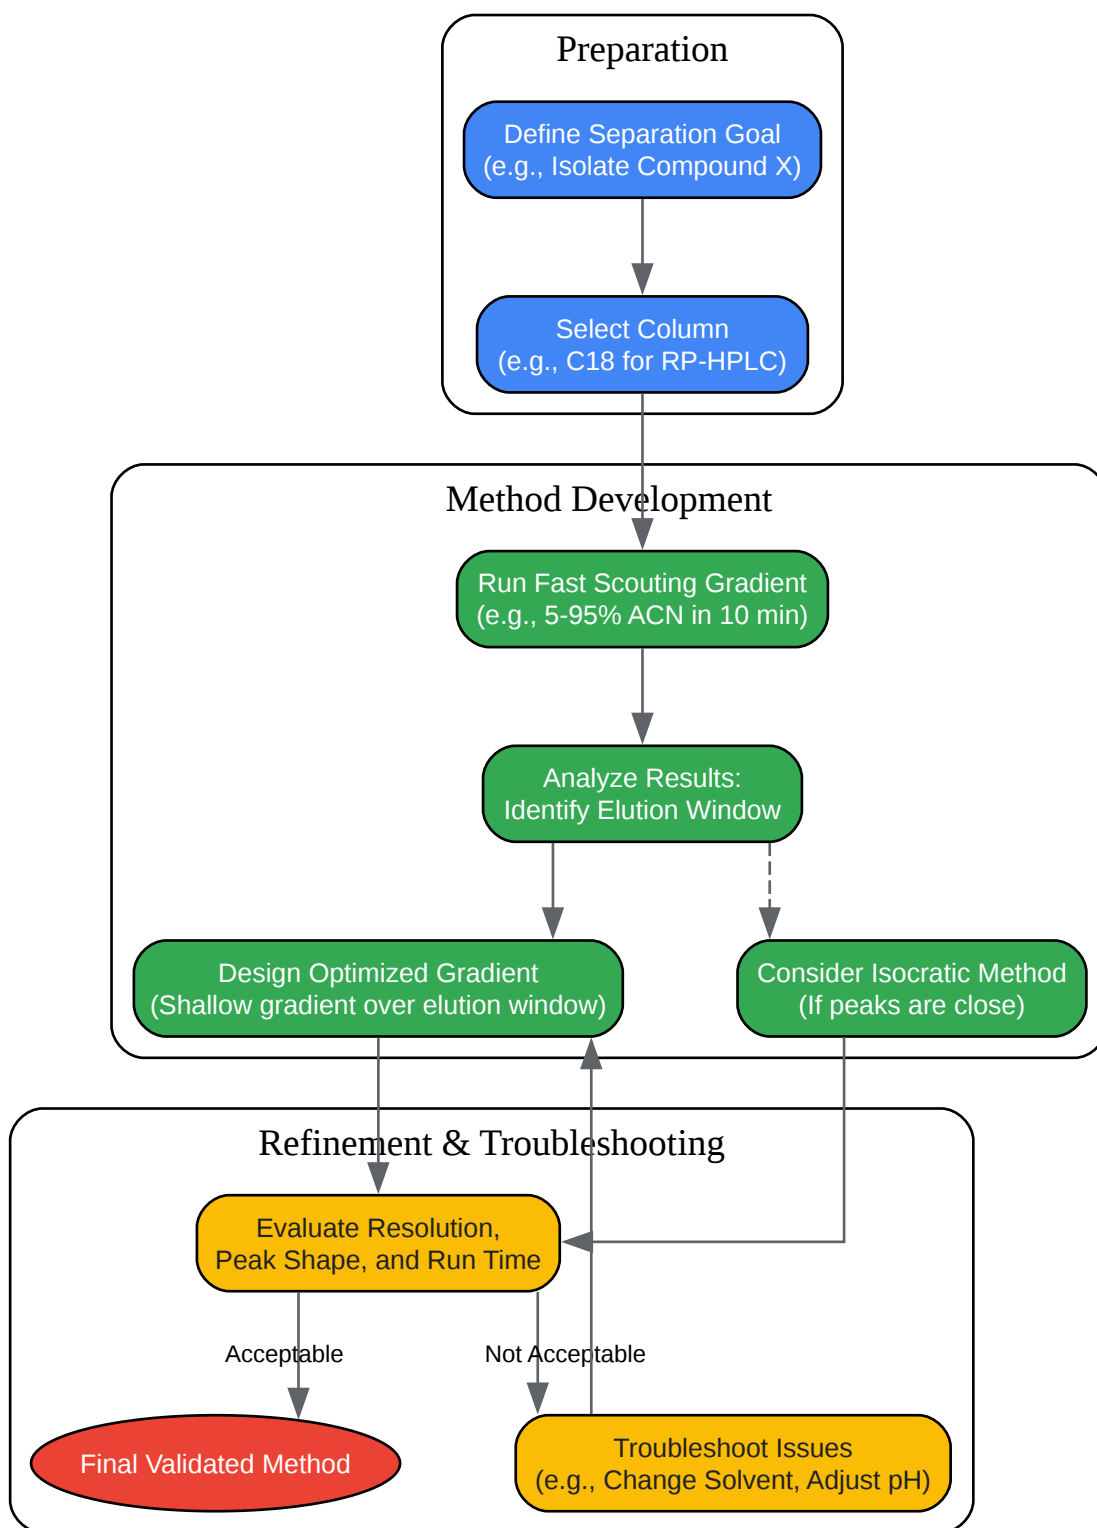 Preparation
Define Separation Goal
(e.g., Isolate Compound X)
Select Column
(e.g., C18 for RP-HPLC)
Method Development
Run Fast Scouting Gradient
(e.g., 5-95% ACN in 10 min)
Analyze Results:
Identify Elution Window
Design Optimized Gradient
(Shallow gradient over elution window)
Consider Isocratic Method
(If peaks are close)
Refinement & Troubleshooting
Evaluate Resolution,
Peak Shape, and Run Time
Acceptable
Not Acceptable
Final Validated Method
Troubleshoot Issues
(e.g., Change Solvent, Adjust pH)